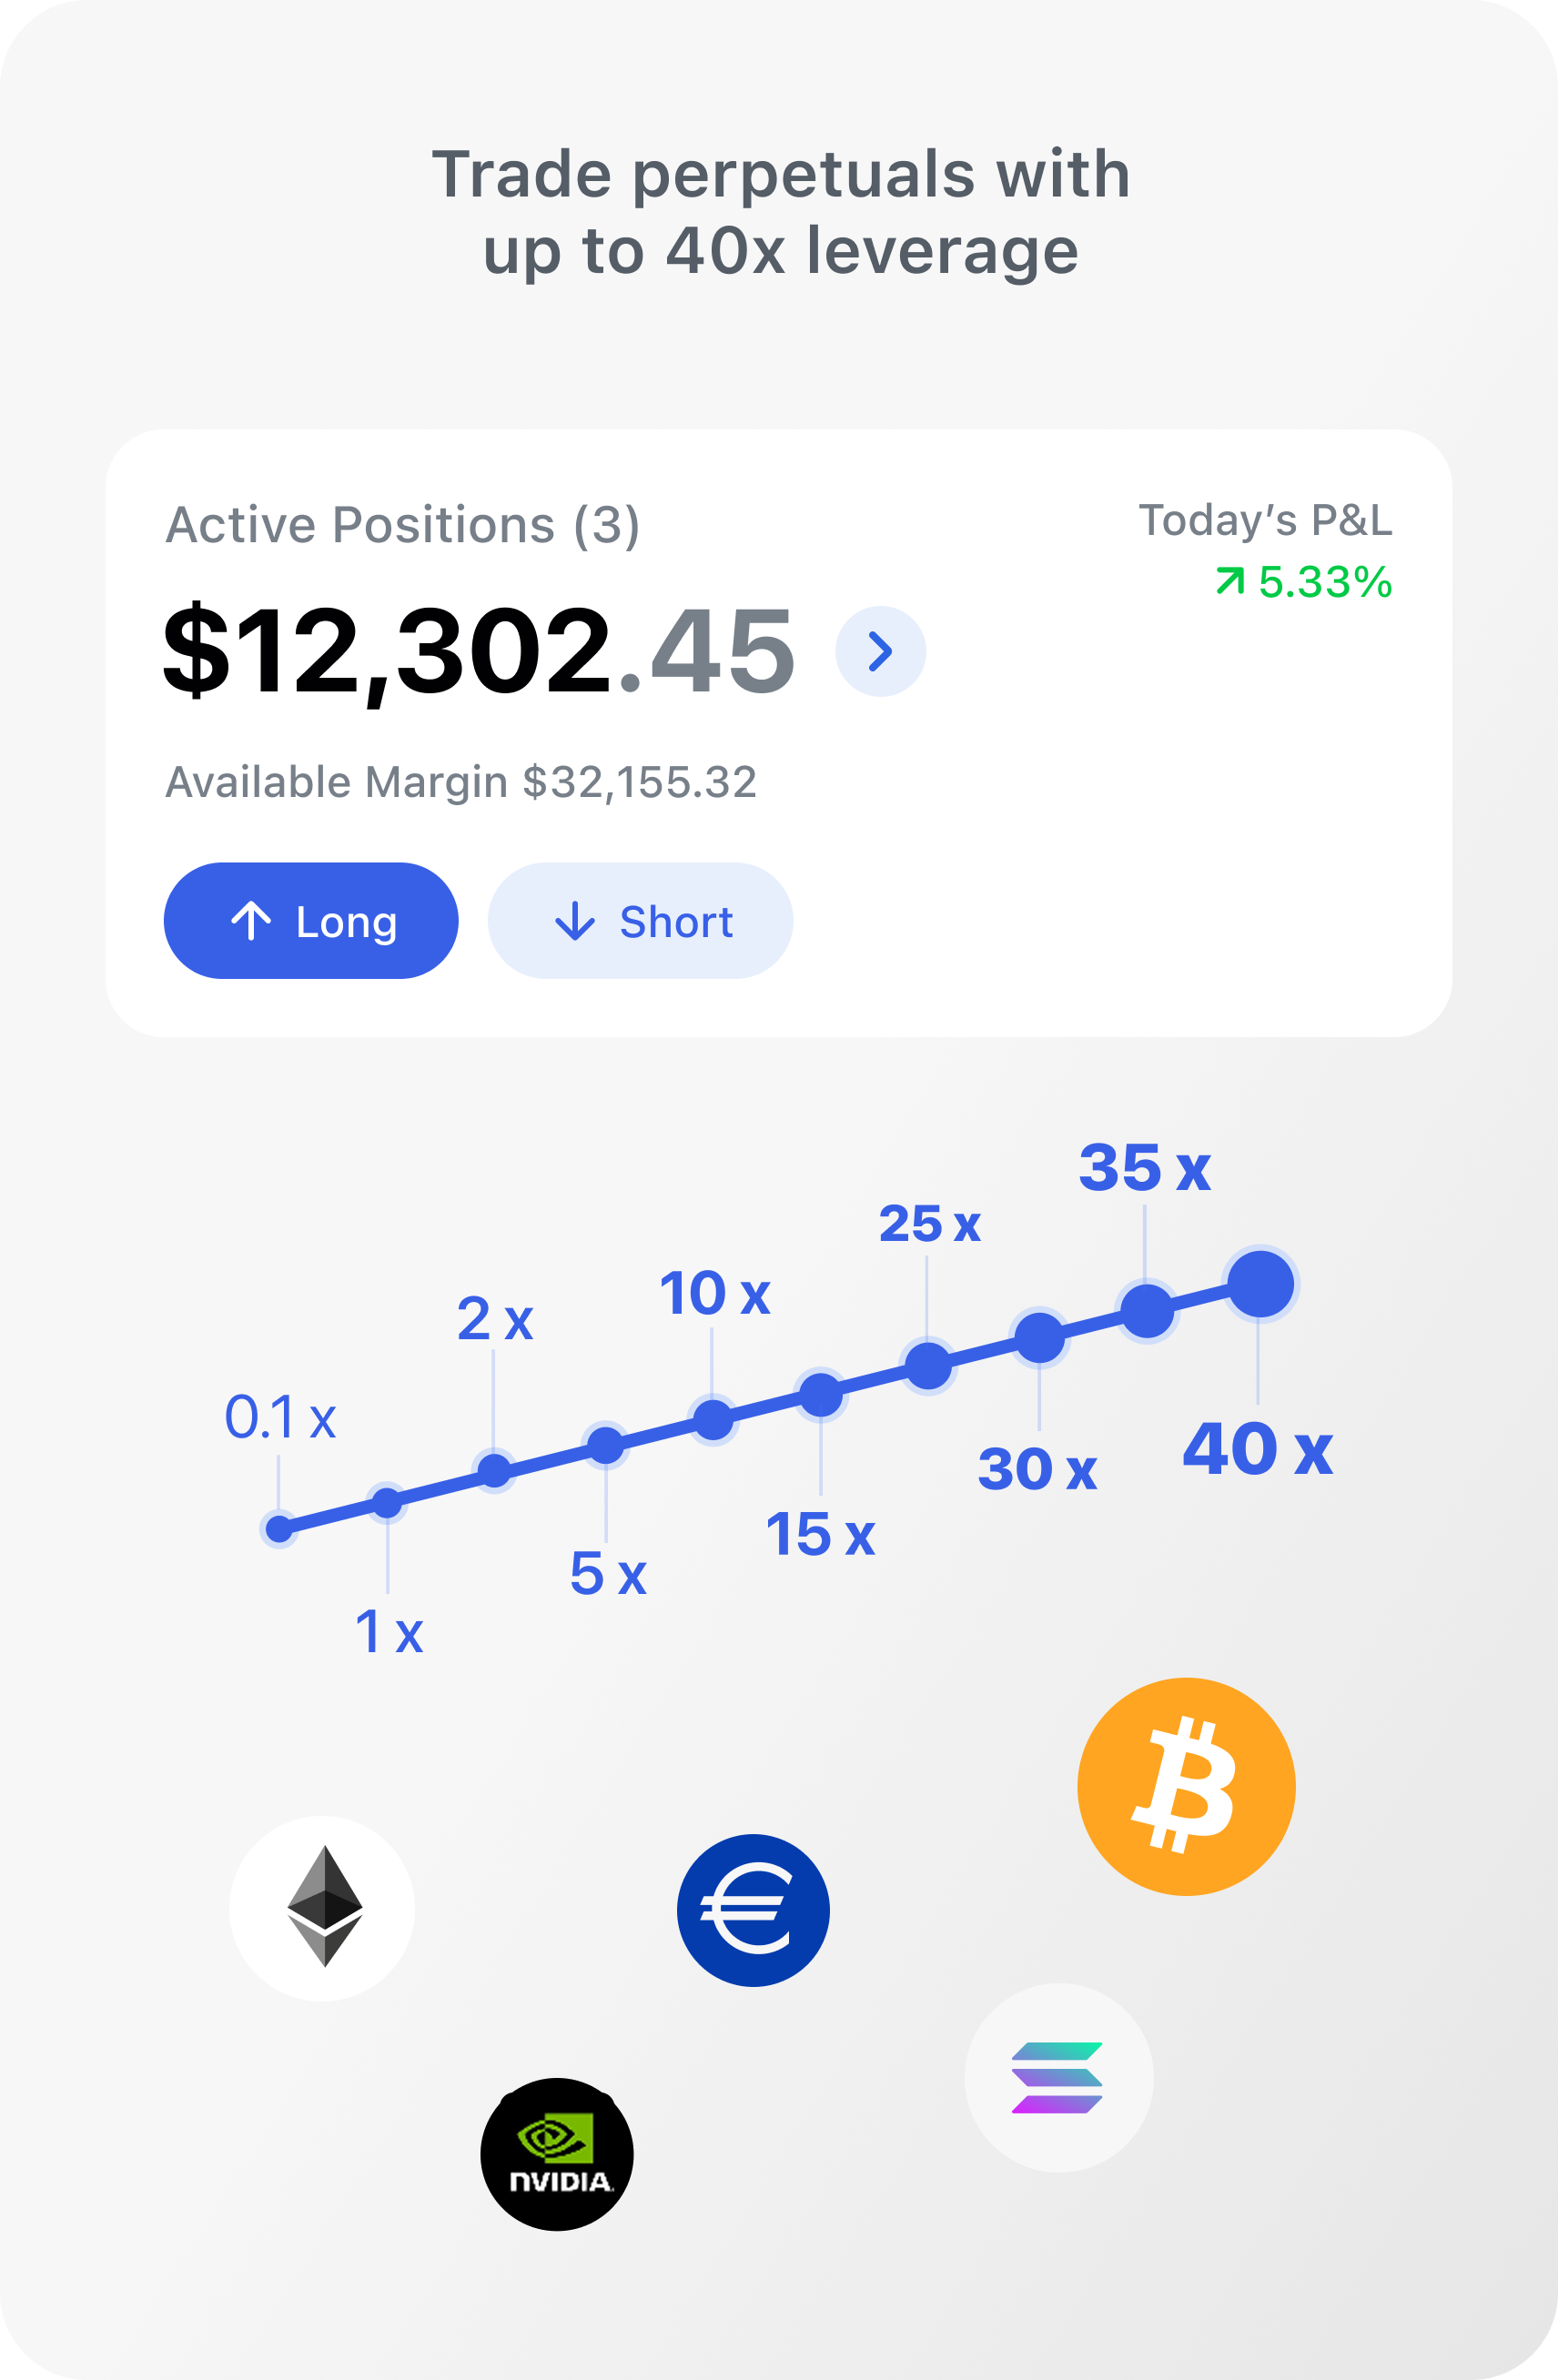 Trade perpetuals with
up to 40x leverage
Active Positions (3)
Today’s P&L
5.33%
$12,302.45
Available Margin $32,155.32
Long
Short
0.1 x
1 x
2 x
5 x
10 x
15 x
25 x
30 x
35 x
40 x
NVIDIA.